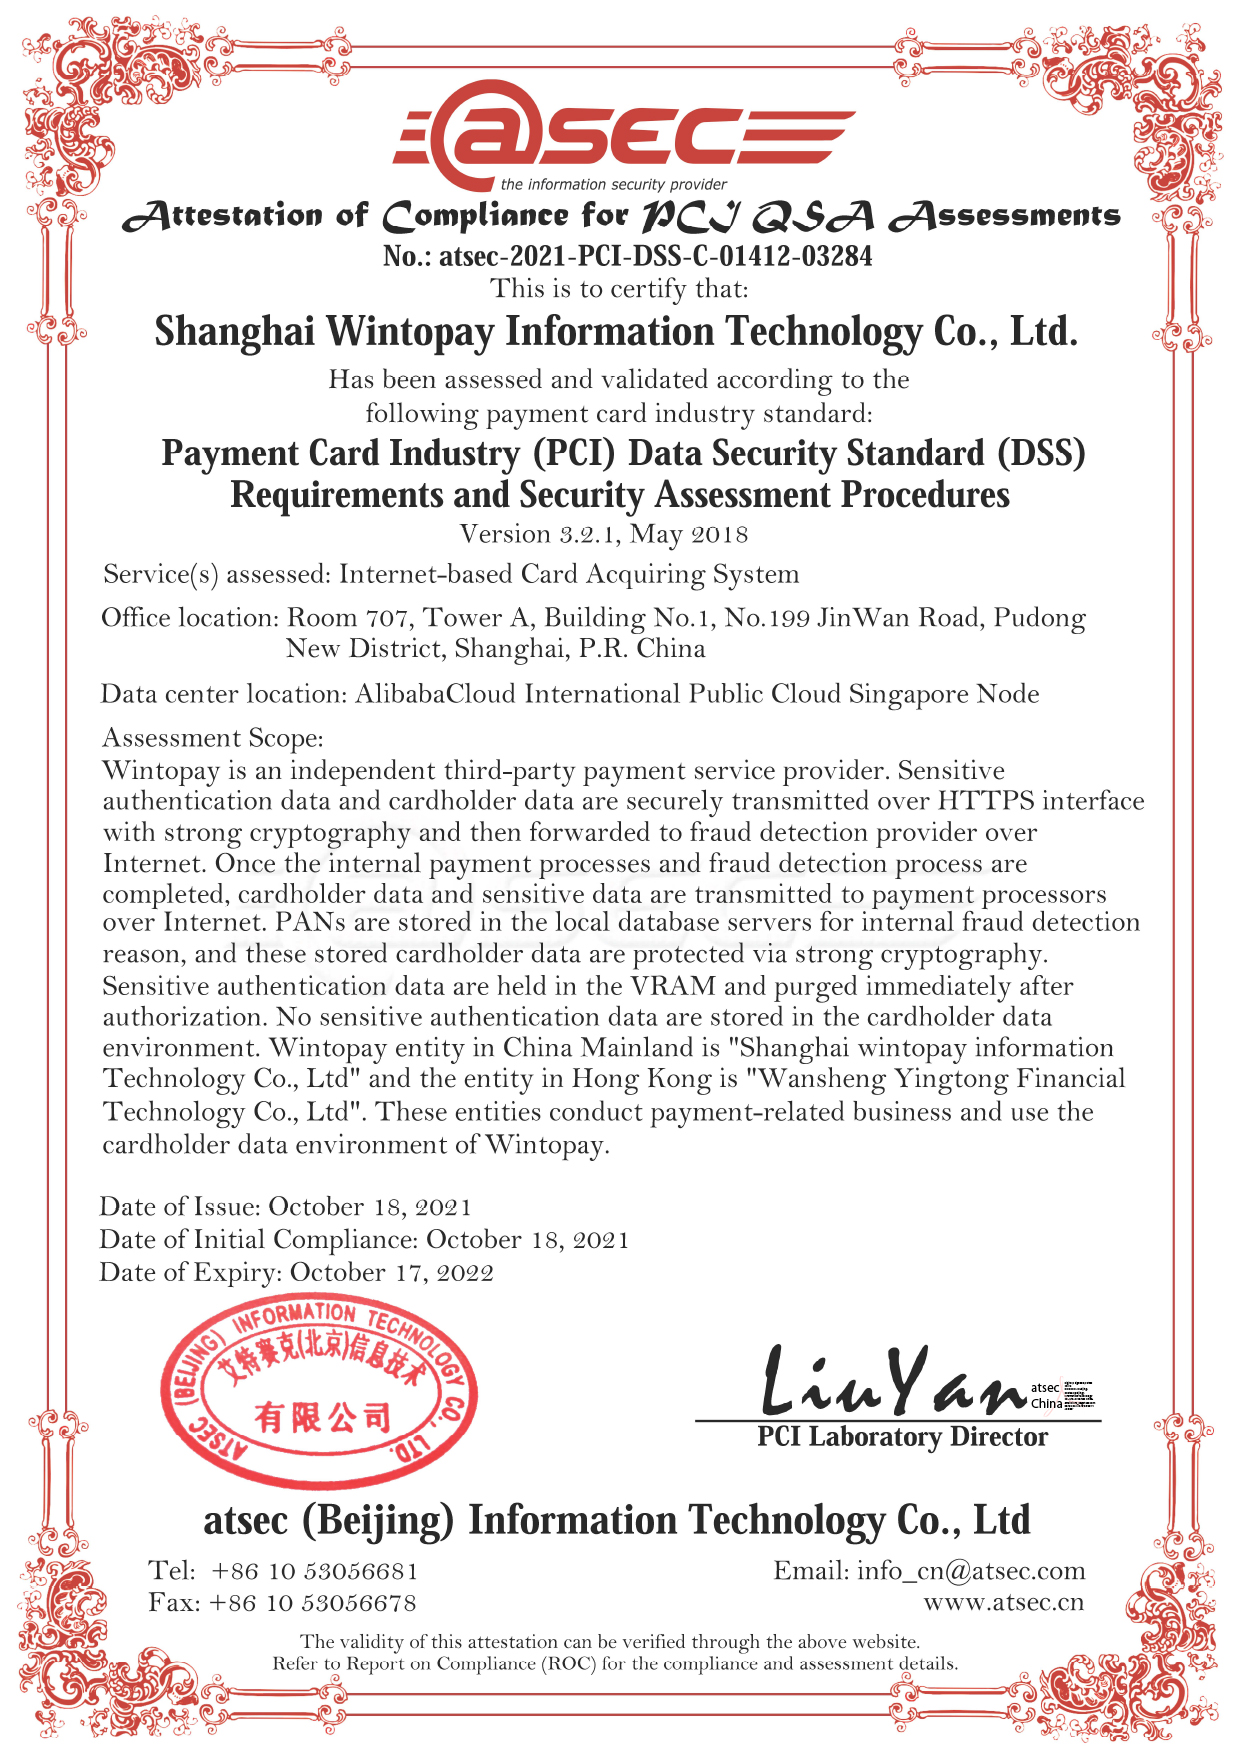 @sec
the information security provider
Attestation of Compliance for PCI QSA Assessments
No.: atsec-2021-PCI-DSS-C-01412-03284
This is to certify that:
Shanghai Wintopay Information Technology Co., Ltd.
Has been assessed and validated according to the
following payment card industry standard:
Payment Card Industry (PCI) Data Security Standard (DSS)
Requirements and Security Assessment Procedures
Version 3.2.1, May 2018
Service(s) assessed: Internet-based Card Acquiring System
Office location: Room 707, Tower A, Building No.1, No.199 JinWan Road, Pudong
New District, Shanghai, P.R. China
Data center location: AlibabaCloud International Public Cloud Singapore Node
Assessment Scope:
Wintopay is an independent third-party payment service provider. Sensitive
authentication data and cardholder data are securely transmitted over HTTPS interface
with strong cryptography and then forwarded to fraud detection provider over
Internet. Once the internal payment processes and fraud detection process are
completed, cardholder data and sensitive data are transmitted to payment processors
over Internet. PANs are stored in the local database servers for internal fraud detection
reason, and these stored cardholder data are protected via strong cryptography.
Sensitive authentication data are held in the VRAM and purged immediately after
authorization. No sensitive authentication data are stored in the cardholder data
environment. Wintopay entity in China Mainland is "Shanghai wintopay information
Technology Co., Ltd" and the entity in Hong Kong is "Wansheng Yingtong Financial
Technology Co., Ltd". These entities conduct payment-related business and use the
cardholder data environment of Wintopay.
Date of Issue: October 18, 2021
Date of Initial Compliance: October 18, 2021
Date of Expiry: October 17, 2022
ATSEC (BEIJING) INFORMATION TECHNOLOGY CO., LTD.
艾特赛克(北京)信息技术
有限公司
LiuYan
atsec
China
PCI Laboratory Director
atsec (Beijing) Information Technology Co., Ltd
Tel: +86 10 53056681
Email: info_cn@atsec.com
Fax: +86 10 53056678
www.atsec.cn
The validity of this attestation can be verified through the above website.
Refer to Report on Compliance (ROC) for the compliance and assessment details.